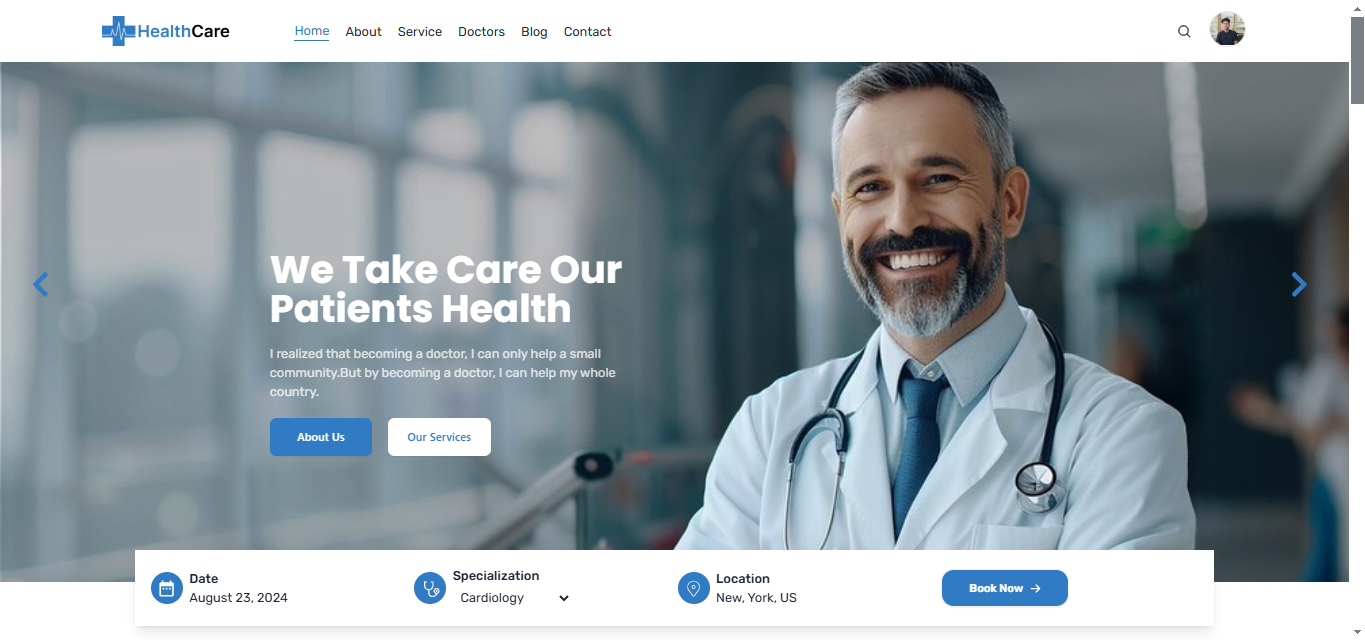 HealthCare
Home About Service Doctors Blog Contact
We Take Care Our
Patients Health
I realized that becoming a doctor, I can only help a small
community.But by becoming a doctor, I can help my whole
country.
About Us Our Services
Date
August 23, 2024
Specialization
Cardiology
Location
New, York, US
Book Now